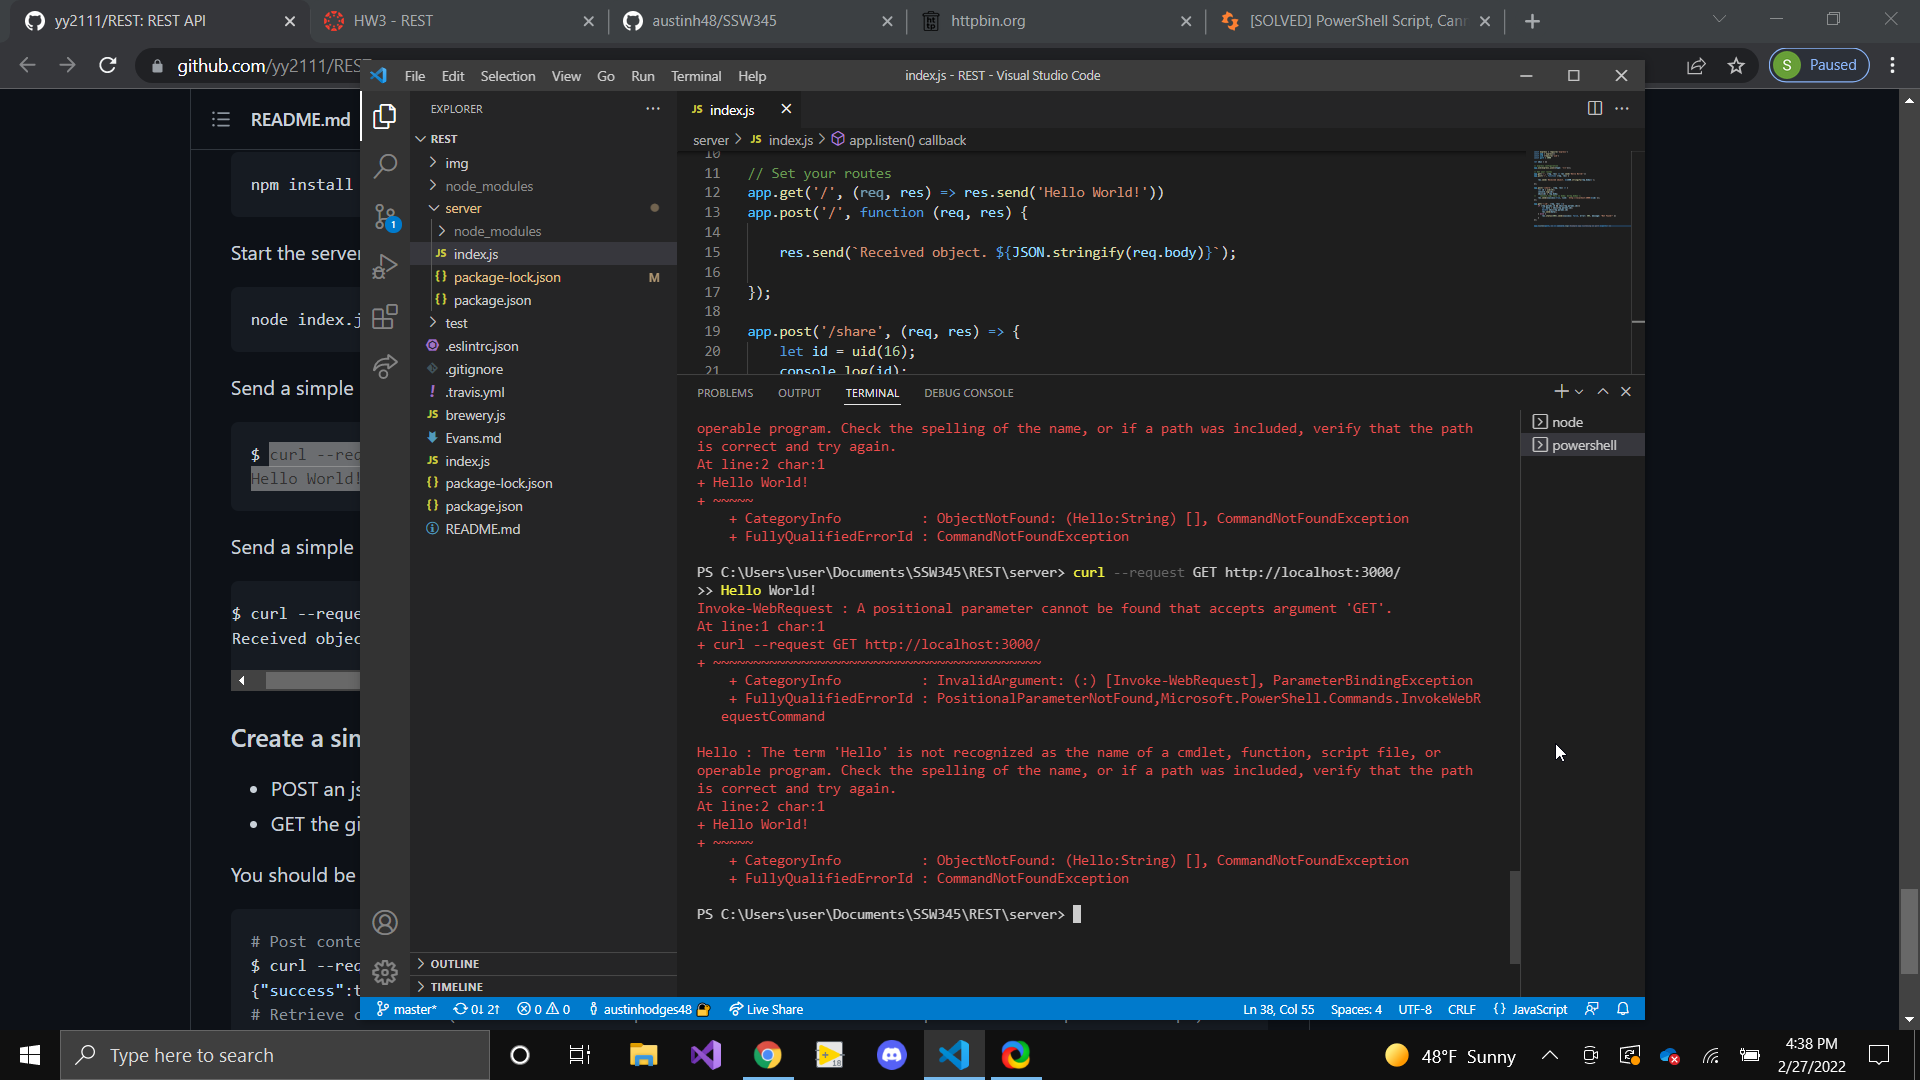 yy2111/REST: REST API
HW3 - REST
austinh48/SSW345
httpbin.org
[SOLVED] PowerShell Script, Cann
github.com/yy2111/RES
S Paused
README.md
npm install
Start the server
node index.j
Send a simple
$ curl --req
Hello World!
Send a simple
$ curl --reque
Received objec
Create a sim
• POST an js
• GET the gi
You should be
# Post conte
$ curl --req
{"success":t
# Retrieve c
File Edit Selection View Go Run Terminal Help
index.js - REST - Visual Studio Code
EXPLORER
REST
img
node_modules
server
node_modules
JS index.js
{} package-lock.json M
{} package.json
test
.eslintrc.json
.gitignore
! .travis.yml
JS brewery.js
Evans.md
JS index.js
{} package-lock.json
{} package.json
README.md
OUTLINE
TIMELINE
1
JS index.js
server > JS index.js > app.listen() callback
10
11 // Set your routes
12 app.get('/', (req, res) => res.send('Hello World!'))
13 app.post('/', function (req, res) {
14
15 res.send(`Received object. ${JSON.stringify(req.body)}`);
16
17 });
18
19 app.post('/share', (req, res) => {
20 let id = uid(16);
21 console.log(id);
PROBLEMS OUTPUT TERMINAL DEBUG CONSOLE
node
powershell
operable program. Check the spelling of the name, or if a path was included, verify that the path
is correct and try again.
At line:2 char:1
+ Hello World!
+ ~~~~~
+ CategoryInfo : ObjectNotFound: (Hello:String) [], CommandNotFoundException
+ FullyQualifiedErrorId : CommandNotFoundException
PS C:\Users\user\Documents\SSW345\REST\server> curl --request GET http://localhost:3000/
>> Hello World!
Invoke-WebRequest : A positional parameter cannot be found that accepts argument 'GET'.
At line:1 char:1
+ curl --request GET http://localhost:3000/
+ ~~~~~~~~~~~~~~~~~~~~~~~~~~~~~~~~~~~~~~~~~
+ CategoryInfo : InvalidArgument: (:) [Invoke-WebRequest], ParameterBindingException
+ FullyQualifiedErrorId : PositionalParameterNotFound,Microsoft.PowerShell.Commands.InvokeWebR
equestCommand
Hello : The term 'Hello' is not recognized as the name of a cmdlet, function, script file, or
operable program. Check the spelling of the name, or if a path was included, verify that the path
is correct and try again.
At line:2 char:1
+ Hello World!
+ ~~~~~
+ CategoryInfo : ObjectNotFound: (Hello:String) [], CommandNotFoundException
+ FullyQualifiedErrorId : CommandNotFoundException
PS C:\Users\user\Documents\SSW345\REST\server>
master* 0↓ 2↑ 0 0 austinhodges48 Live Share
Ln 38, Col 55 Spaces: 4 UTF-8 CRLF {} JavaScript
Type here to search
48°F Sunny
4:38 PM
2/27/2022